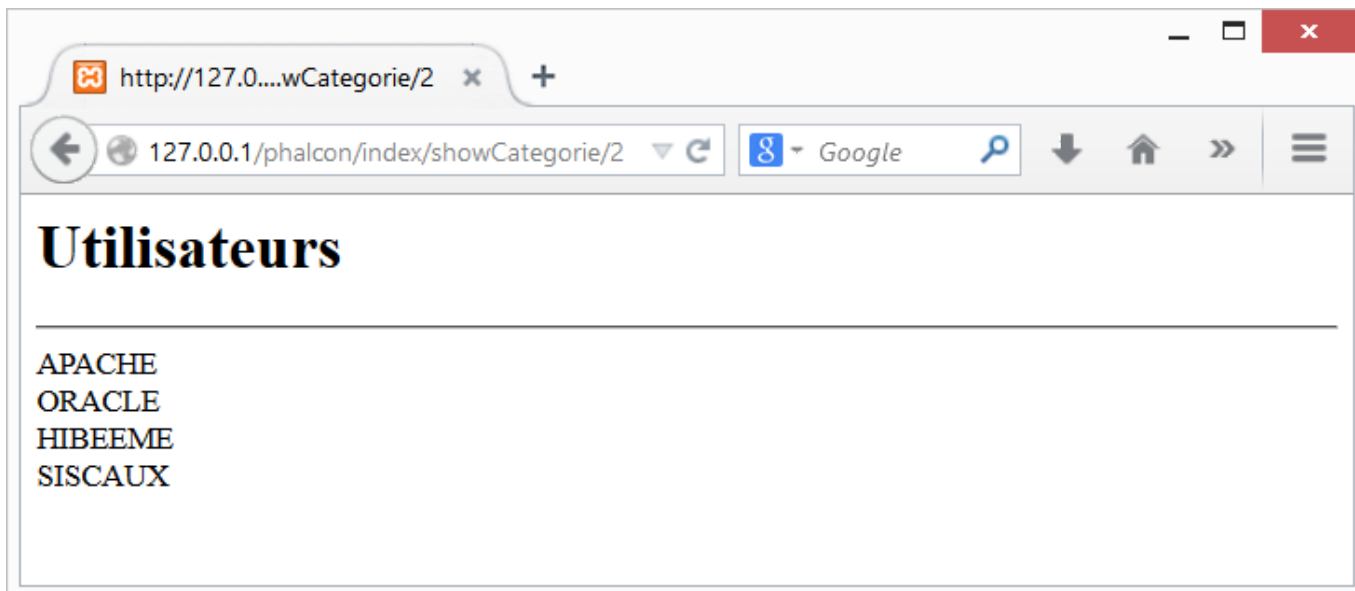 http://127.0....wCategorie/2
127.0.0.1/phalcon/index/showCategorie/2
8 Google
Utilisateurs
APACHE
ORACLE
HIBEEME
SISCAUX